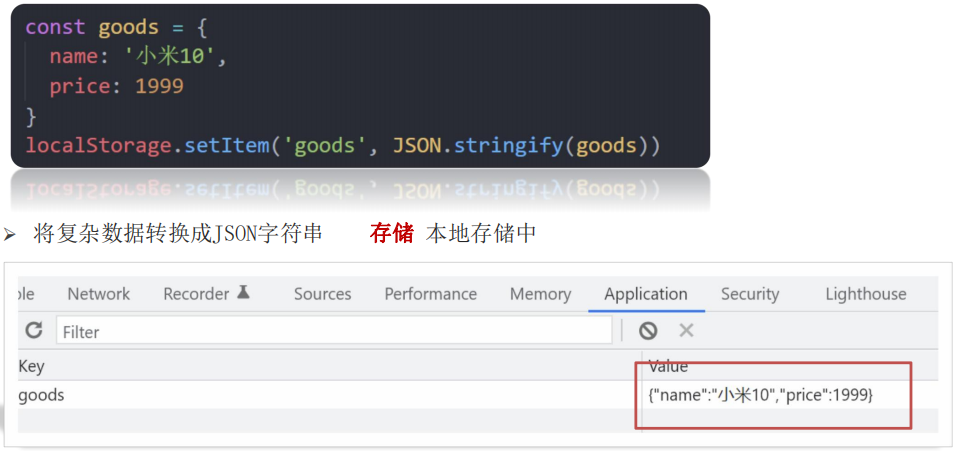 const goods = {
name: '小米10',
price: 1999
}
localStorage.setItem('goods', JSON.stringify(goods))
➢ 将复杂数据转换成JSON字符串 存储 本地存储中
ole Network Recorder Sources Performance Memory Application Security Lighthouse
Filter
Key Value
goods {"name":"小米10","price":1999}